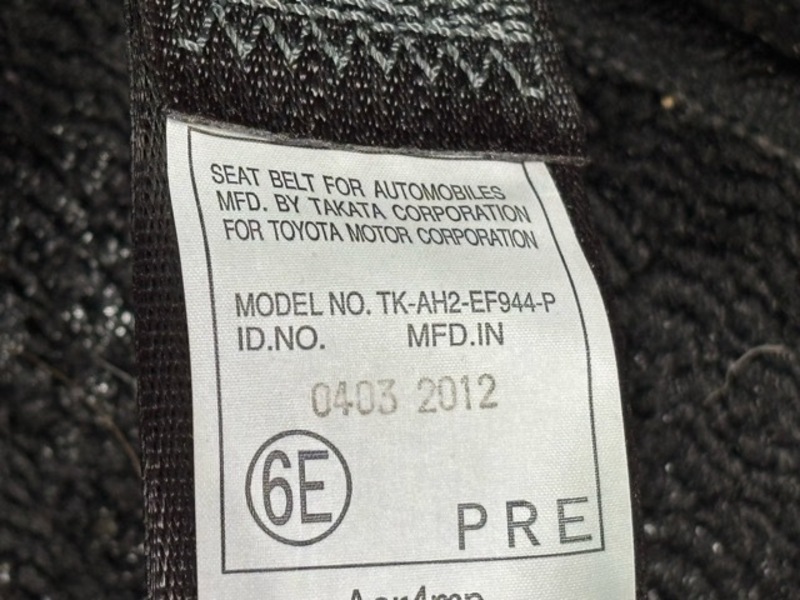 SEAT BELT FOR AUTOMOBILES
MFD. BY TAKATA CORPORATION
FOR TOYOTA MOTOR CORPORATION
MODEL NO. TK-AH2-EF944-P
ID.NO. MFD.IN
0403 2012
6E
PRE